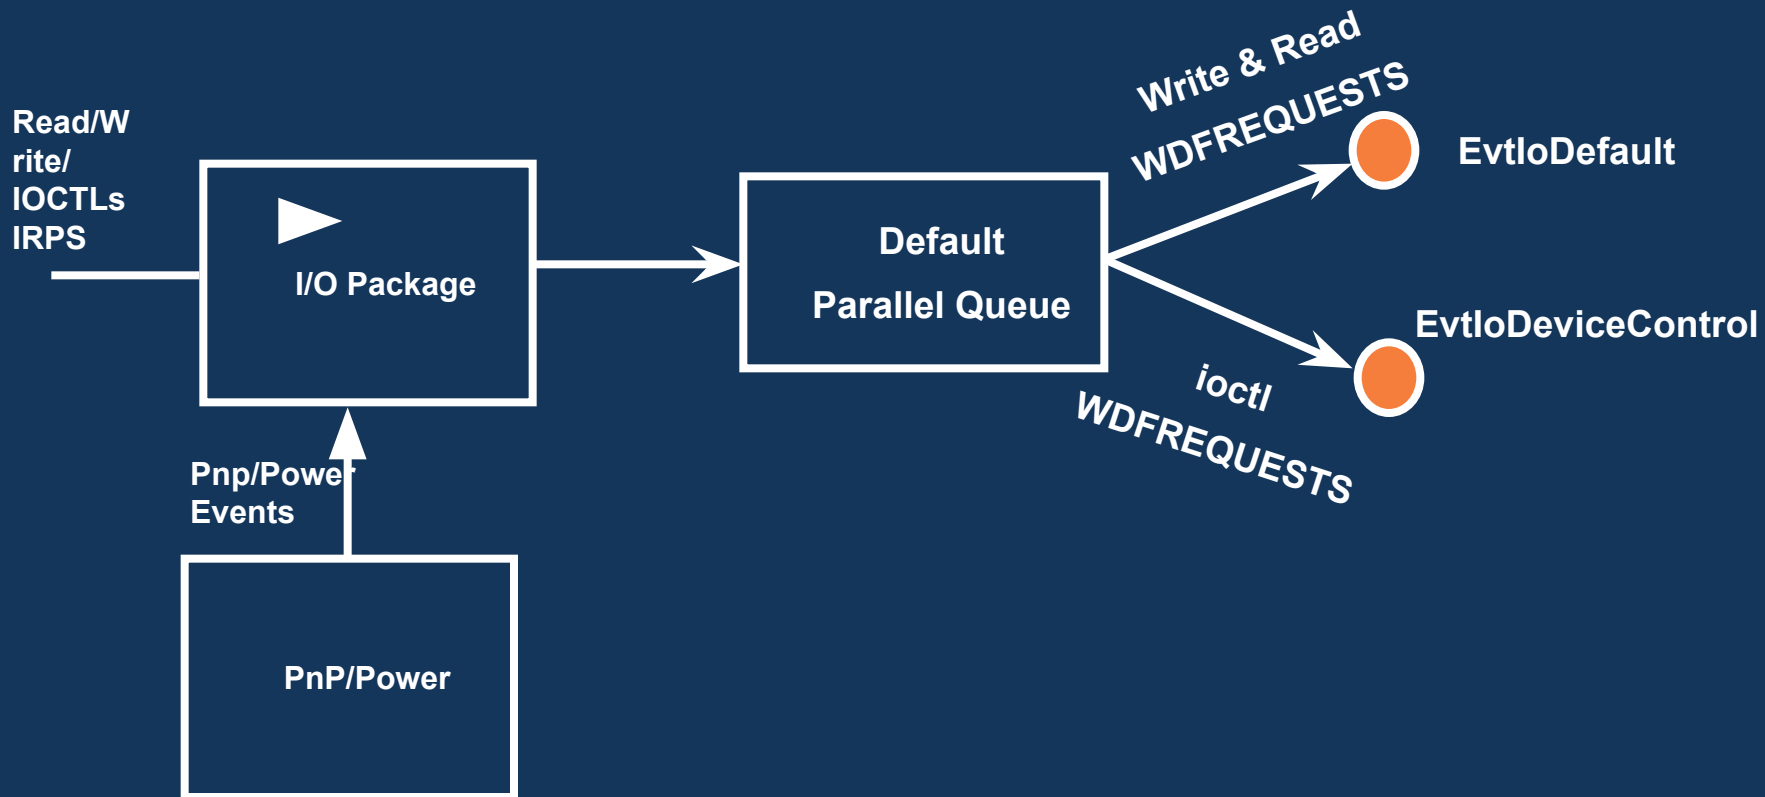 Read/W
rite/
IOCTLs
IRPS
I/O Package
Default
Parallel Queue
Write & Read
WDFREQUESTS
EvtIoDefault
EvtIoDeviceControl
ioctl
WDFREQUESTS
Pnp/Power
Events
PnP/Power